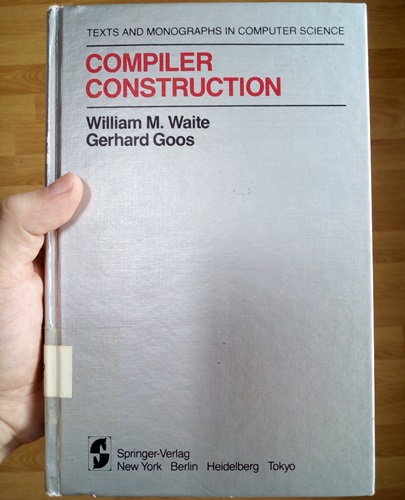 TEXTS AND MONOGRAPHS IN COMPUTER SCIENCE
COMPILER
CONSTRUCTION
William M. Waite
Gerhard Goos
Springer-Verlag
New York Berlin Heidelberg Tokyo